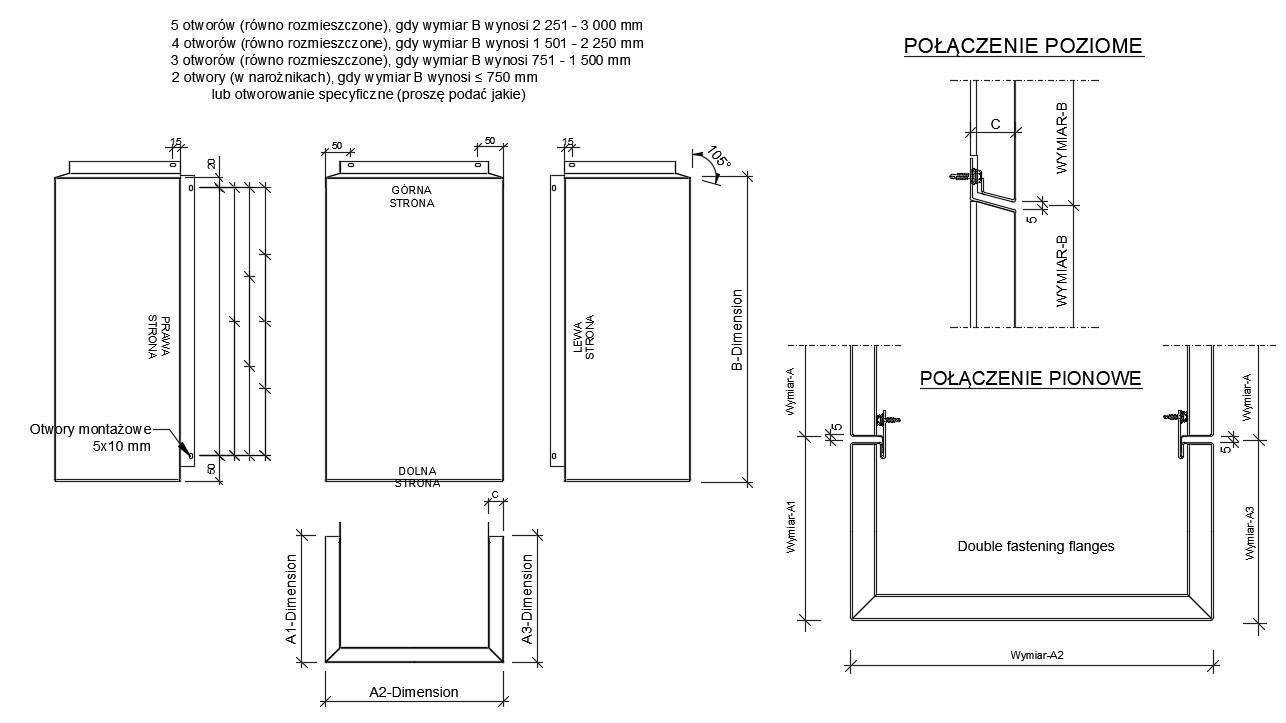 5 otworów (równo rozmieszczone), gdy wymiar B wynosi 2 251 - 3 000 mm
4 otworów (równo rozmieszczone), gdy wymiar B wynosi 1 501 - 2 250 mm
3 otworów (równo rozmieszczone), gdy wymiar B wynosi 751 - 1 500 mm
2 otwory (w narożnikach), gdy wymiar B wynosi ≤ 750 mm
lub otworowanie specyficzne (proszę podać jakie)
15
20
PRAWA
STRONA
Otwory montażowe
5x10 mm
50
50
50
GÓRNA
STRONA
DOLNA
STRONA
15
105°
LEWA
STRONA
B-Dimension
C
A1-Dimension
A3-Dimension
A2-Dimension
POŁĄCZENIE POZIOME
C
WYMIAR-B
5
WYMIAR-B
POŁĄCZENIE PIONOWE
Wymiar-A
Wymiar-A
5
5
Wymiar-A1
Wymiar-A3
Double fastening flanges
Wymiar-A2